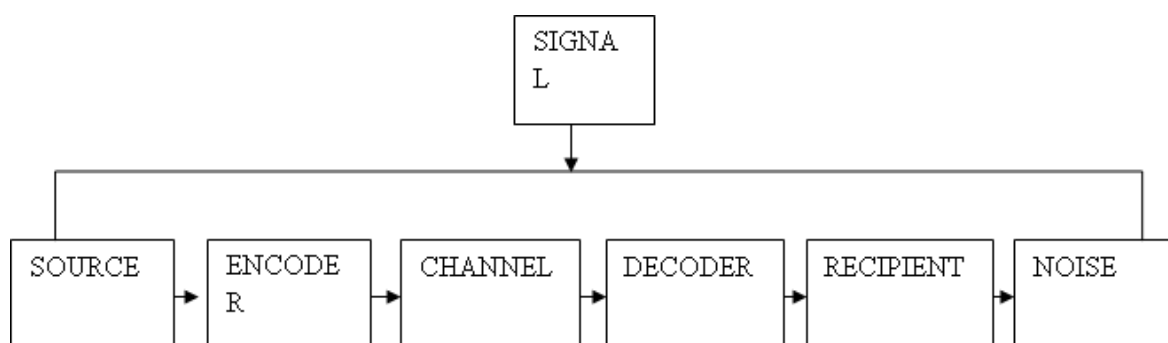 SIGNA
L
SOURCE
ENCODE
R
CHANNEL
DECODER
RECIPIENT
NOISE